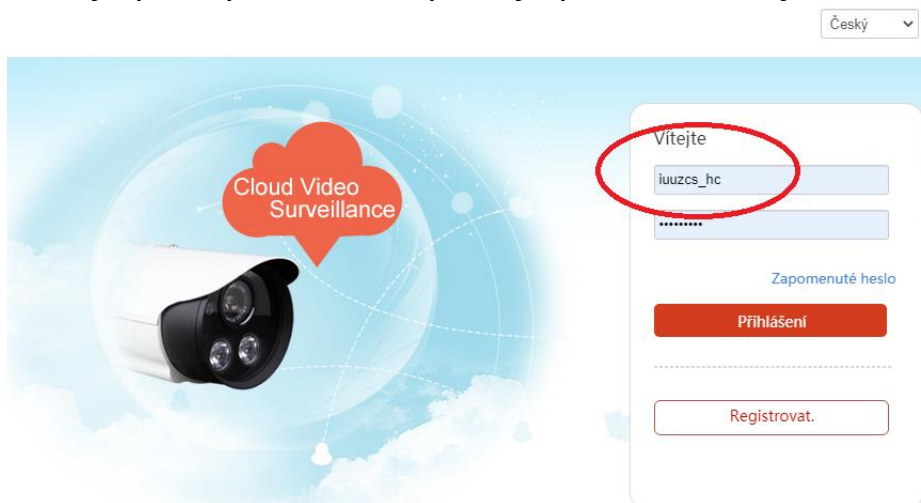 Český
Vítejte
Cloud Video
Surveillance
iuuzcs_hc
•••••••••
Zapomenuté heslo
Přihlášení
Registrovat.